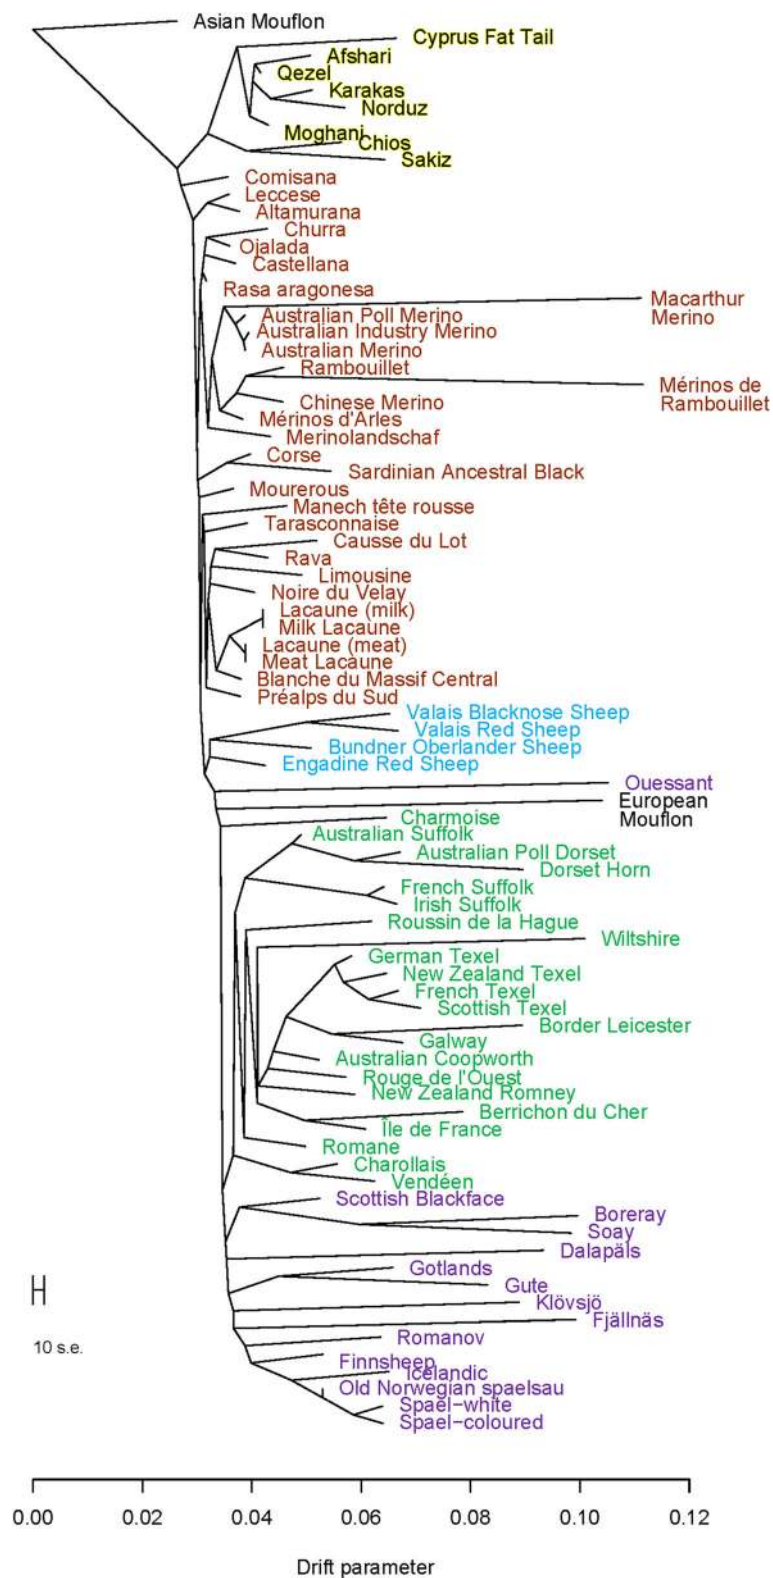 Asian Mouflon
Cyprus Fat Tail
Afshari
Qezel
Karakas
Norduz
Moghani
Chios
Sakiz
Comisana
Leccese
Altamurana
Churra
Ojalada
Castellana
Rasa aragonesa
Macarthur
Merino
Australian Poll Merino
Australian Industry Merino
Australian Merino
Rambouillet
Mérinos de
Rambouillet
Chinese Merino
Mérinos d'Arles
Merinolandschaf
Corse
Sardinian Ancestral Black
Mourerous
Manech tête rousse
Tarasconnaise
Causse du Lot
Rava
Limousine
Noire du Velay
Lacaune (milk)
Milk Lacaune
Lacaune (meat)
Meat Lacaune
Blanche du Massif Central
Préalps du Sud
Valais Blacknose Sheep
Valais Red Sheep
Bundner Oberlander Sheep
Engadine Red Sheep
Ouessant
European
Mouflon
Charmoise
Australian Suffolk
Australian Poll Dorset
Dorset Horn
French Suffolk
Irish Suffolk
Roussin de la Hague
Wiltshire
German Texel
New Zealand Texel
French Texel
Scottish Texel
Border Leicester
Galway
Australian Coopworth
Rouge de l'Ouest
New Zealand Romney
Berrichon du Cher
Île de France
Romane
Charollais
Vendéen
Scottish Blackface
Boreray
Soay
Dalapäls
Gotlands
Gute
Klövsjö
Fjällnäs
10 s.e.
Romanov
Finnsheep
Icelandic
Old Norwegian spaelsau
Spael-white
Spael-coloured
0.00 0.02 0.04 0.06 0.08 0.10 0.12
Drift parameter